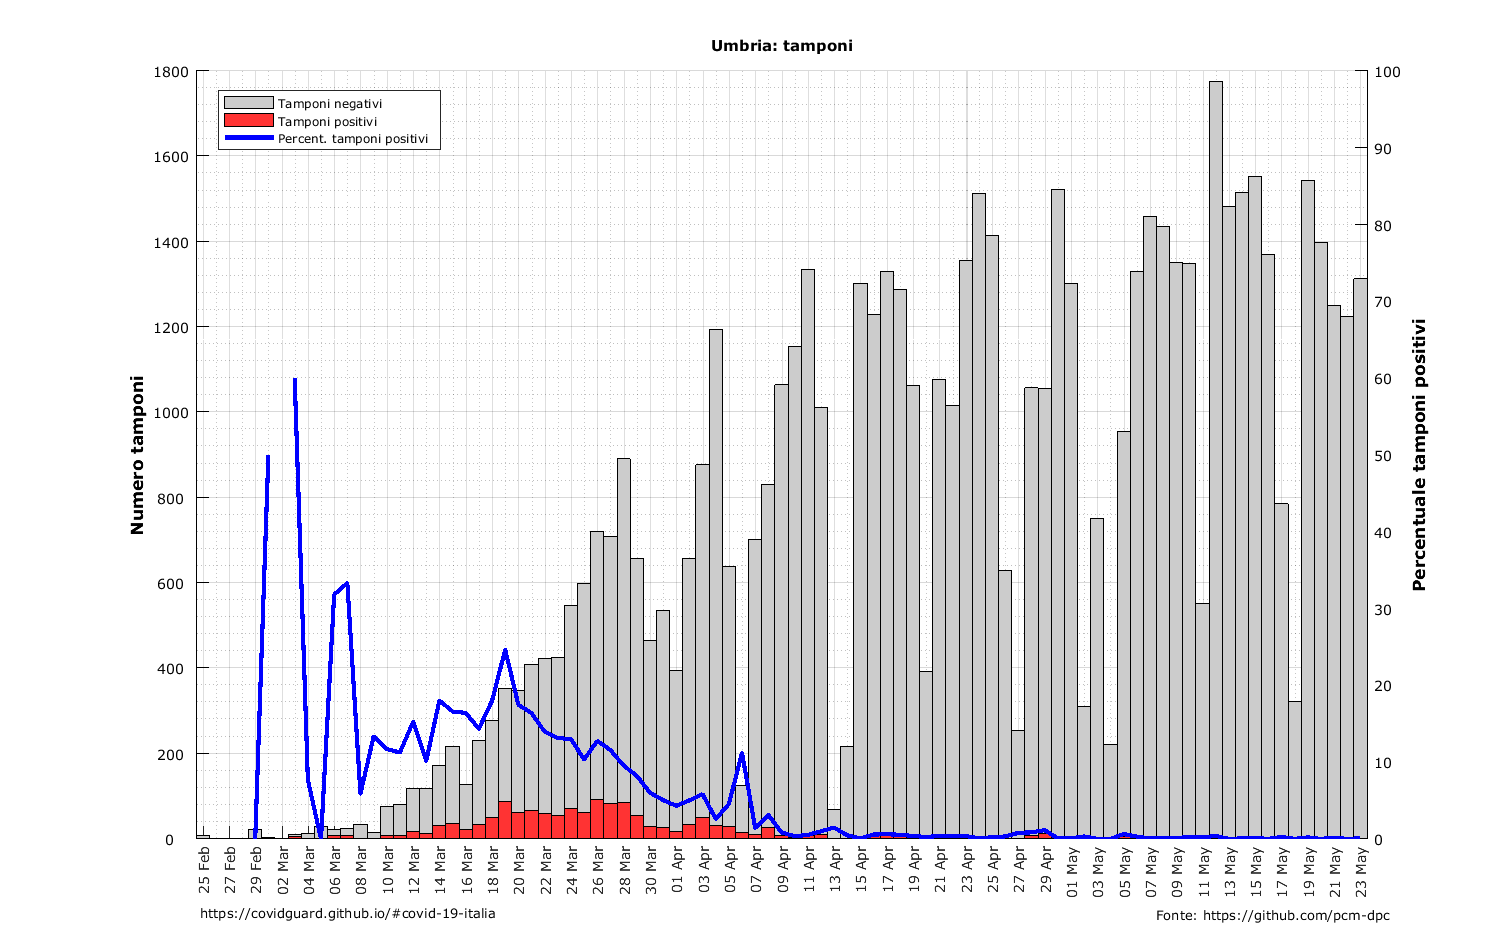 Umbria: tamponi
Tamponi negativi
Tamponi positivi
Percent. tamponi positivi
Numero tamponi
1800
1600
1400
1200
1000
800
600
400
200
0
100
90
80
70
60
50
40
30
20
10
0
Percentuale tamponi positivi
25 Feb
27 Feb
29 Feb
02 Mar
04 Mar
06 Mar
08 Mar
10 Mar
12 Mar
14 Mar
16 Mar
18 Mar
20 Mar
22 Mar
24 Mar
26 Mar
28 Mar
30 Mar
01 Apr
03 Apr
05 Apr
07 Apr
09 Apr
11 Apr
13 Apr
15 Apr
17 Apr
19 Apr
21 Apr
23 Apr
25 Apr
27 Apr
29 Apr
01 May
03 May
05 May
07 May
09 May
11 May
13 May
15 May
17 May
19 May
21 May
23 May
https://covidguard.github.io/#covid-19-italia
Fonte: https://github.com/pcm-dpc